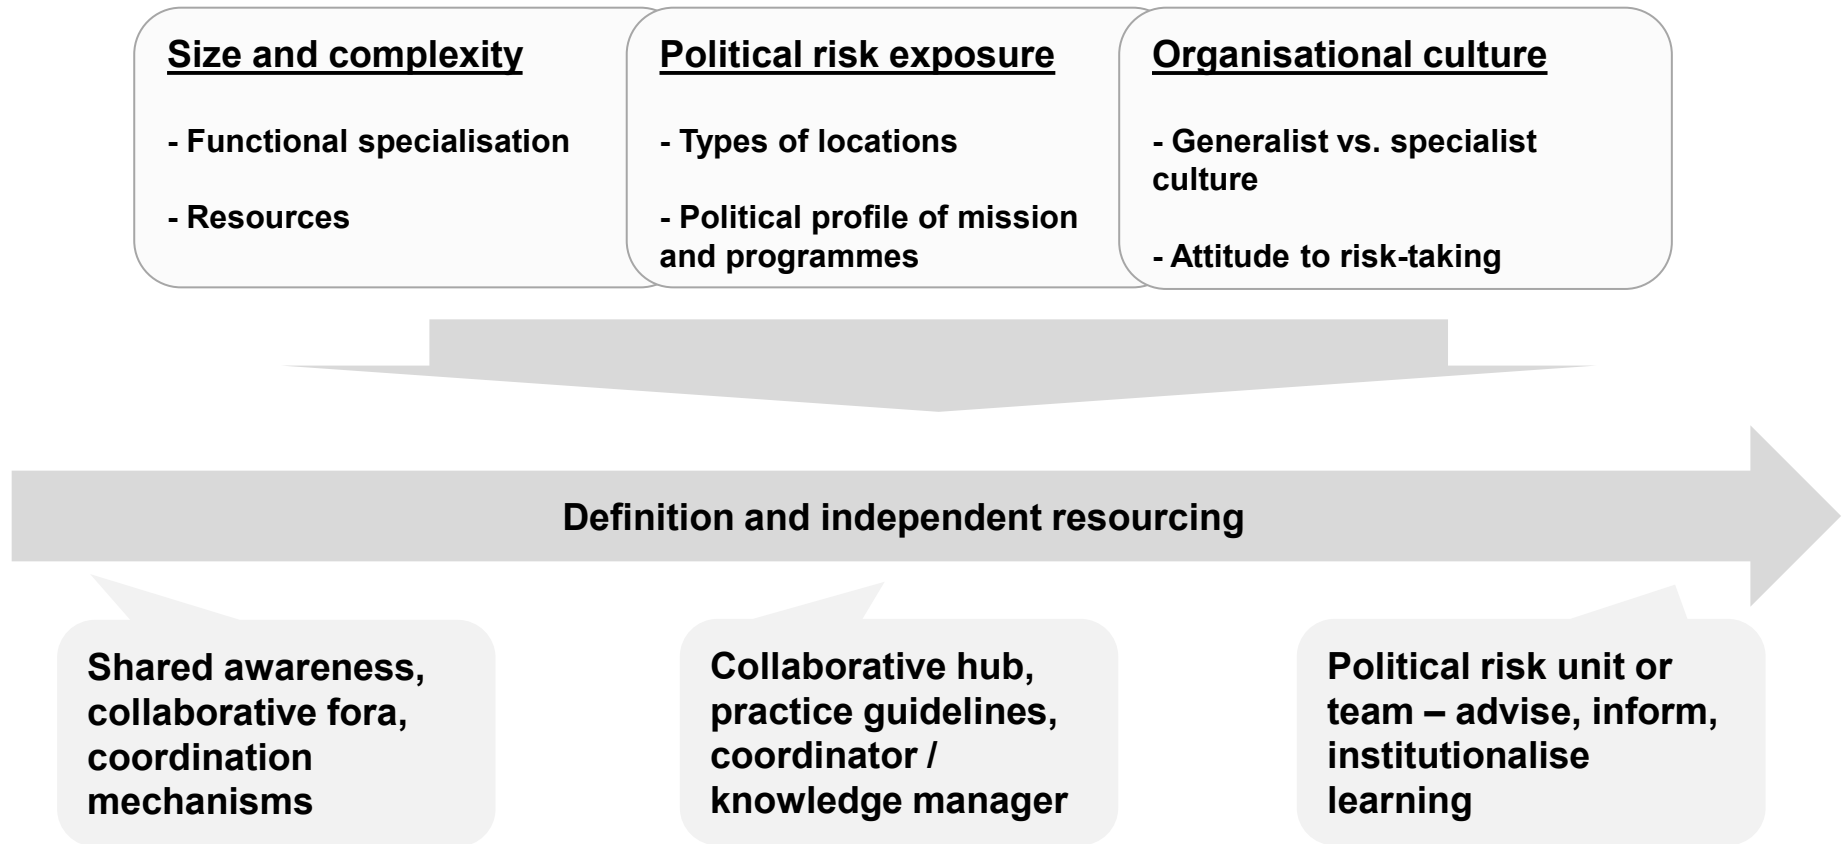 Size and complexity
- Functional specialisation
- Resources
Political risk exposure
- Types of locations
- Political profile of mission
and programmes
Organisational culture
- Generalist vs. specialist
culture
- Attitude to risk-taking
Definition and independent resourcing
Shared awareness,
collaborative fora,
coordination
mechanisms
Collaborative hub,
practice guidelines,
coordinator /
knowledge manager
Political risk unit or
team – advise, inform,
institutionalise
learning